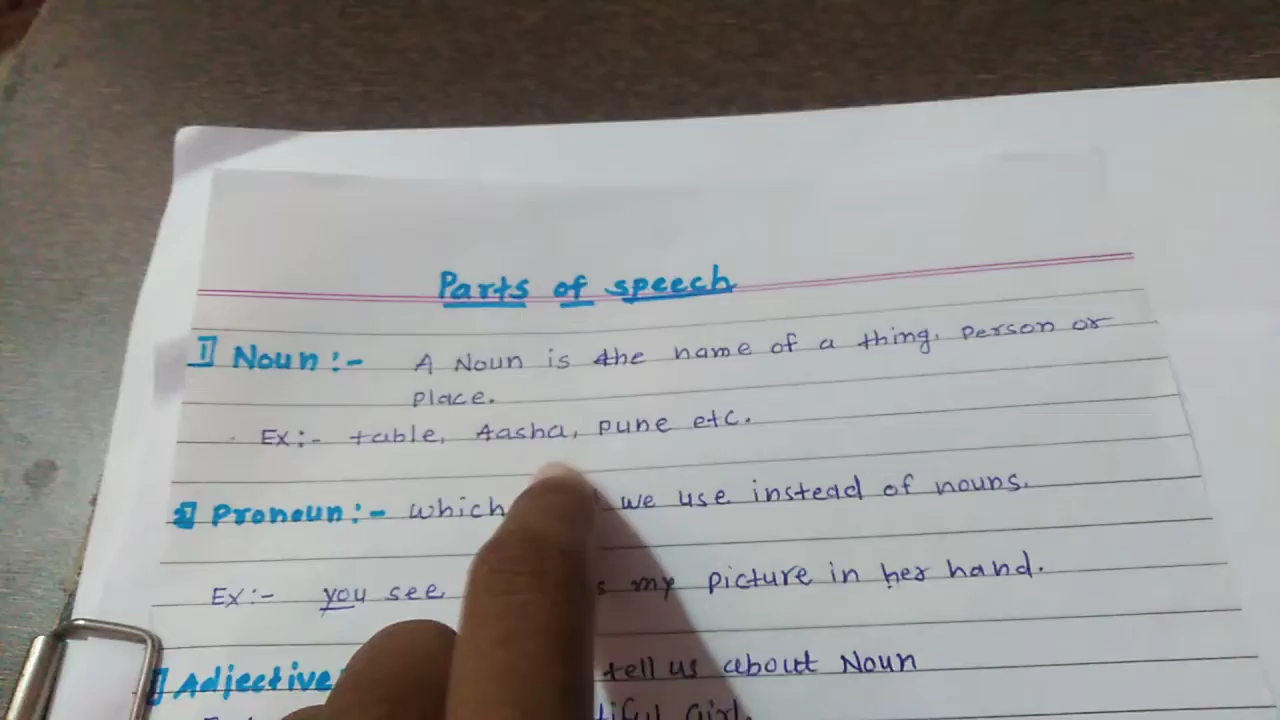 Parts of speech
1] Noun :- A Noun is the name of a thing, person or
place.
Ex :- table, Aasha, pune etc.
2] Pronoun :- which we use instead of nouns.
Ex :- you see my picture in her hand.
] Adjective tell us about Noun
girl.